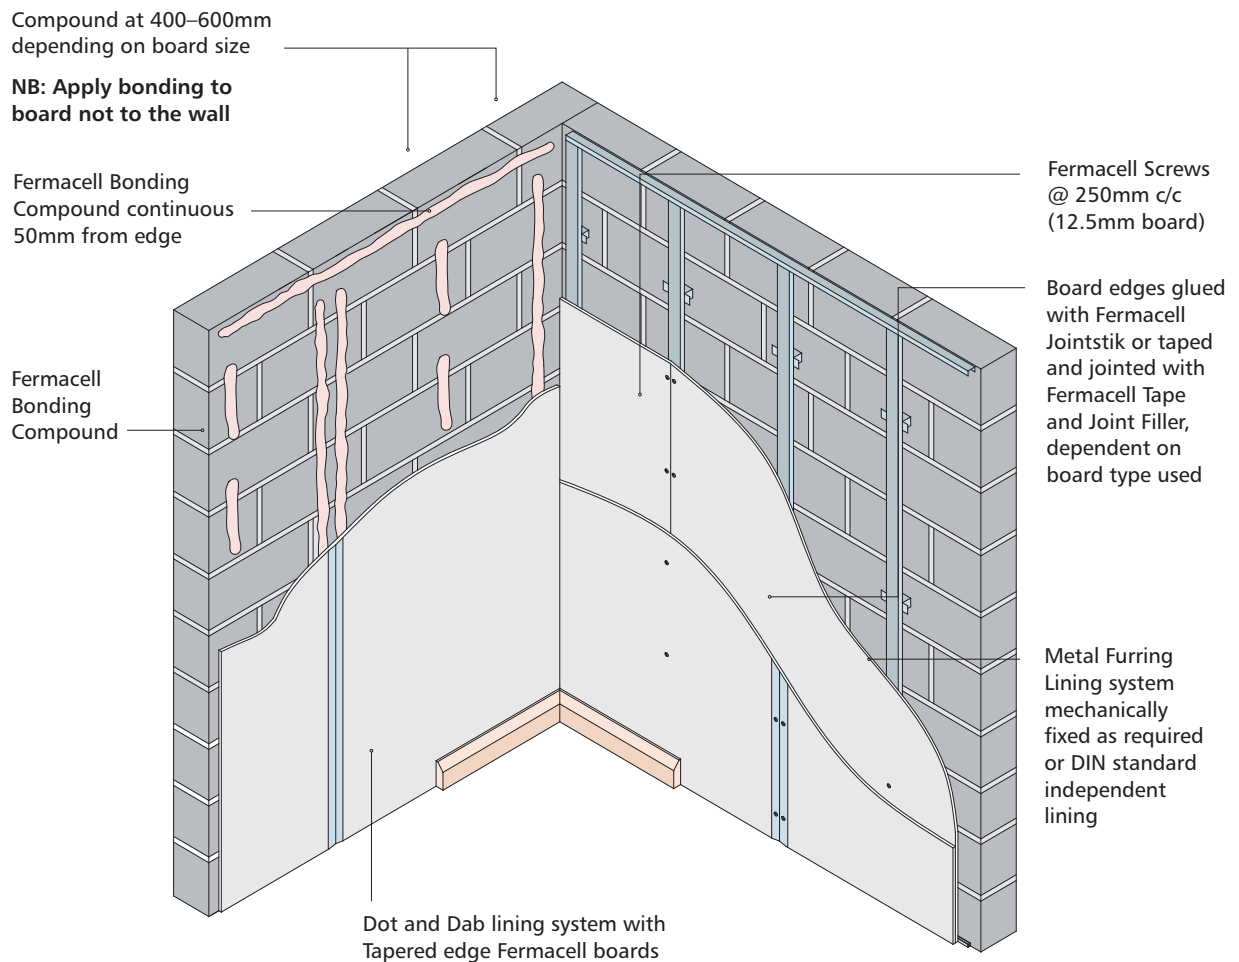 Compound at 400–600mm
depending on board size
NB: Apply bonding to
board not to the wall
Fermacell Bonding
Compound continuous
50mm from edge
Fermacell
Bonding
Compound
Fermacell Screws
@ 250mm c/c
(12.5mm board)
Board edges glued
with Fermacell
Jointstik or taped
and jointed with
Fermacell Tape
and Joint Filler,
dependent on
board type used
Metal Furring
Lining system
mechanically
fixed as required
or DIN standard
independent
lining
Dot and Dab lining system with
Tapered edge Fermacell boards